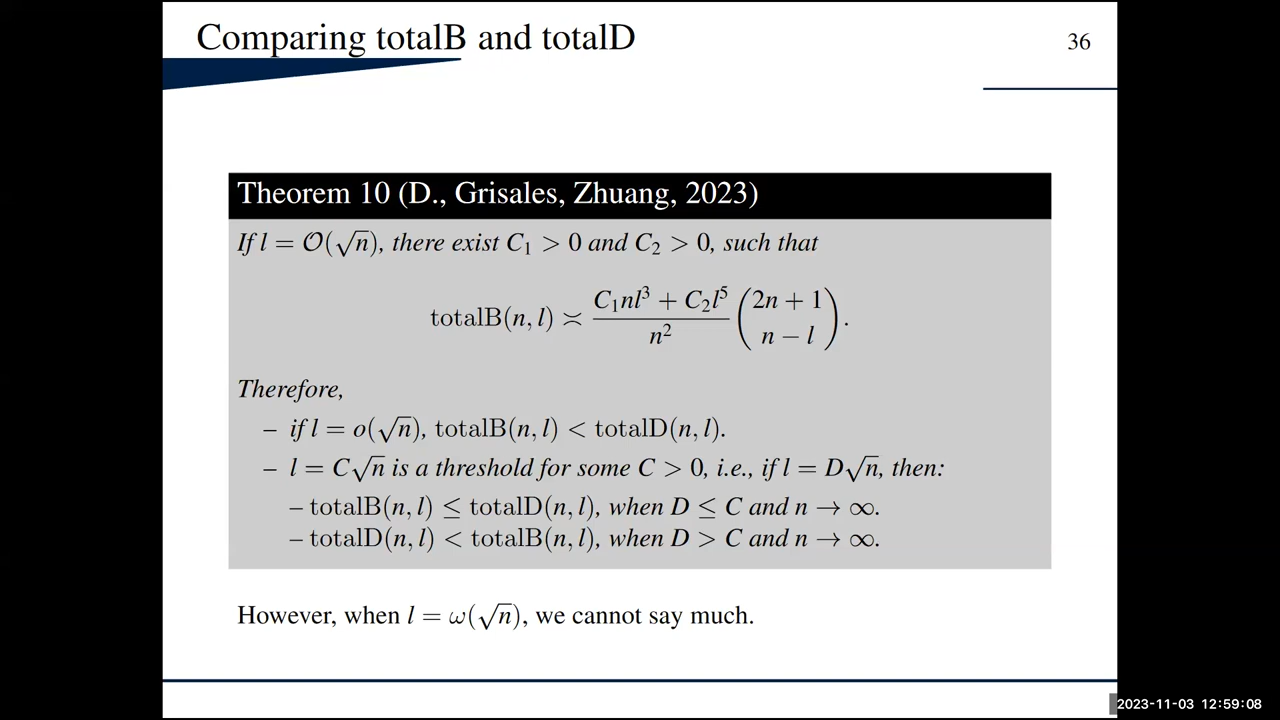 Comparing totalB and totalD
36
Theorem 10 (D., Grisales, Zhuang, 2023)
If l = 𝒪(√n), there exist C₁ > 0 and C₂ > 0, such that
totalB(n, l) ≍ (C₁nl³ + C₂l⁵)/n² (2n + 1 choose n − l).
Therefore,
– if l = o(√n), totalB(n, l) < totalD(n, l).
– l = C√n is a threshold for some C > 0, i.e., if l = D√n, then:
– totalB(n, l) ≤ totalD(n, l), when D ≤ C and n → ∞.
– totalD(n, l) < totalB(n, l), when D > C and n → ∞.
However, when l = ω(√n), we cannot say much.
2023-11-03 12:59:08